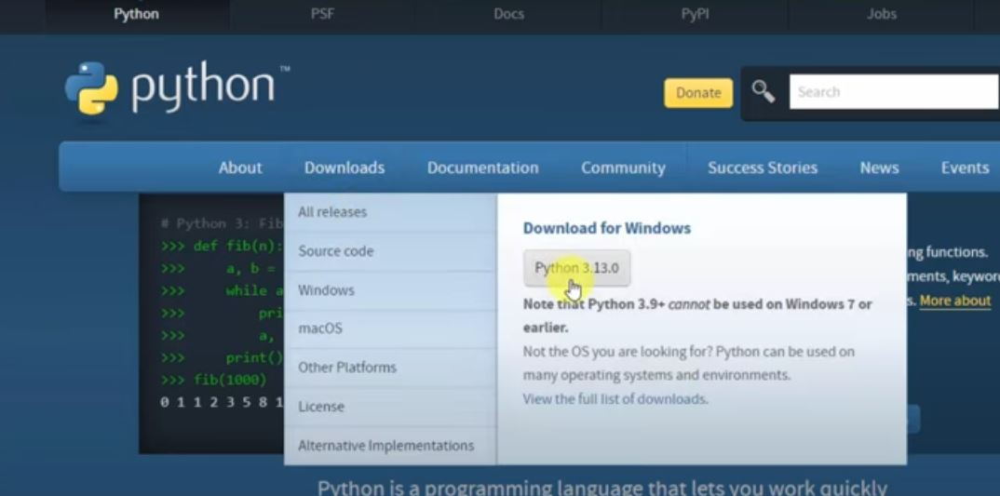 Python PSF Docs PyPI Jobs
python™
Donate
Search
About Downloads Documentation Community Success Stories News Events
# Python 3: Fib
>>> def fib(n):
>>> a, b =
>>> while a
>>> pri
>>> a,
>>> print()
>>> fib(1000)
0 1 1 2 3 5 8 1
All releases
Source code
Windows
macOS
Other Platforms
License
Alternative Implementations
Download for Windows
Python 3.13.0
Note that Python 3.9+ cannot be used on Windows 7 or
earlier.
Not the OS you are looking for? Python can be used on
many operating systems and environments.
View the full list of downloads.
ng functions.
ments, keyword
s. More about
Python is a programming language that lets you work quickly